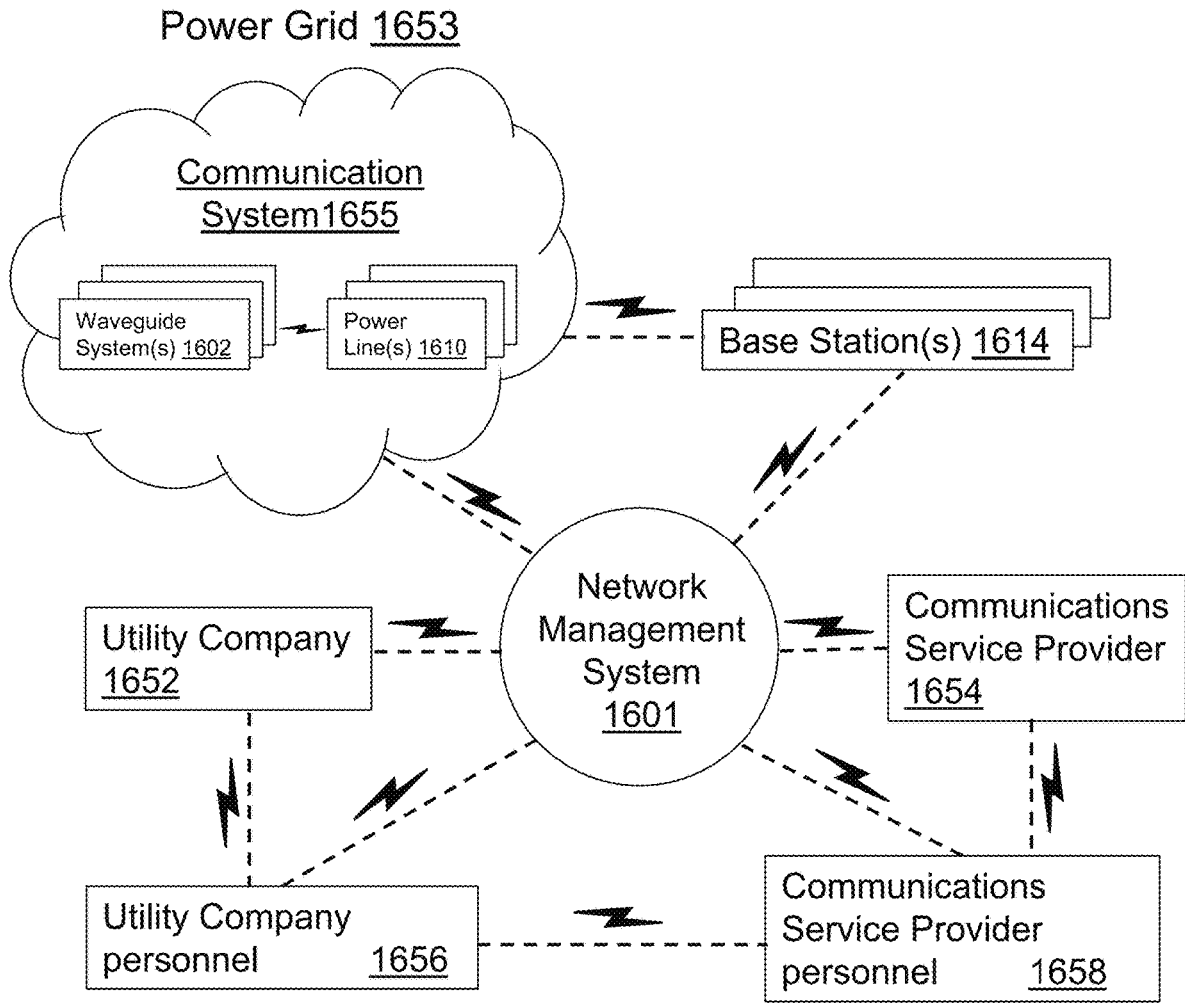 Power Grid 1653
Communication
System1655
Waveguide
System(s) 1602
Power
Line(s) 1610
Base Station(s) 1614
Network
Management
System
1601
Utility Company
1652
Communications
Service Provider
1654
Utility Company
personnel 1656
Communications
Service Provider
personnel 1658